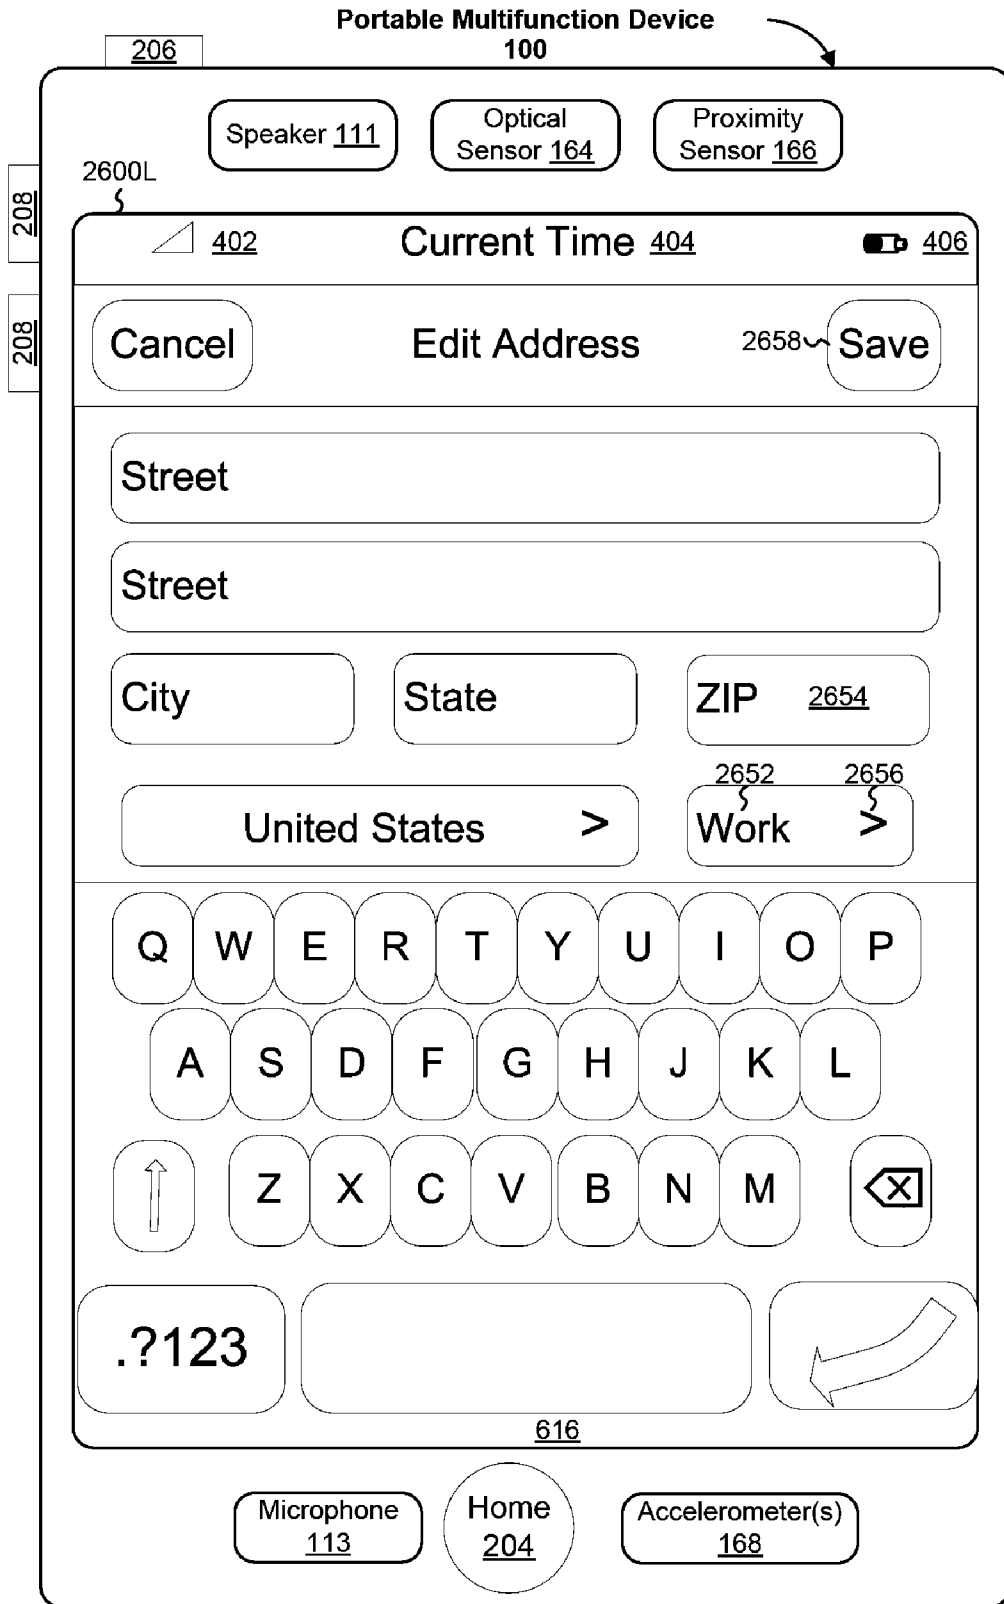 Portable Multifunction Device
100
206
Speaker 111
Optical
Sensor 164
Proximity
Sensor 166
208
208
2600L
402
Current Time 404
406
Cancel
Edit Address
2658
Save
Street
Street
City
State
ZIP 2654
2652
2656
United States >
Work >
Q W E R T Y U I O P
A S D F G H J K L
Z X C V B N M
.?123
616
Microphone
113
Home
204
Accelerometer(s)
168